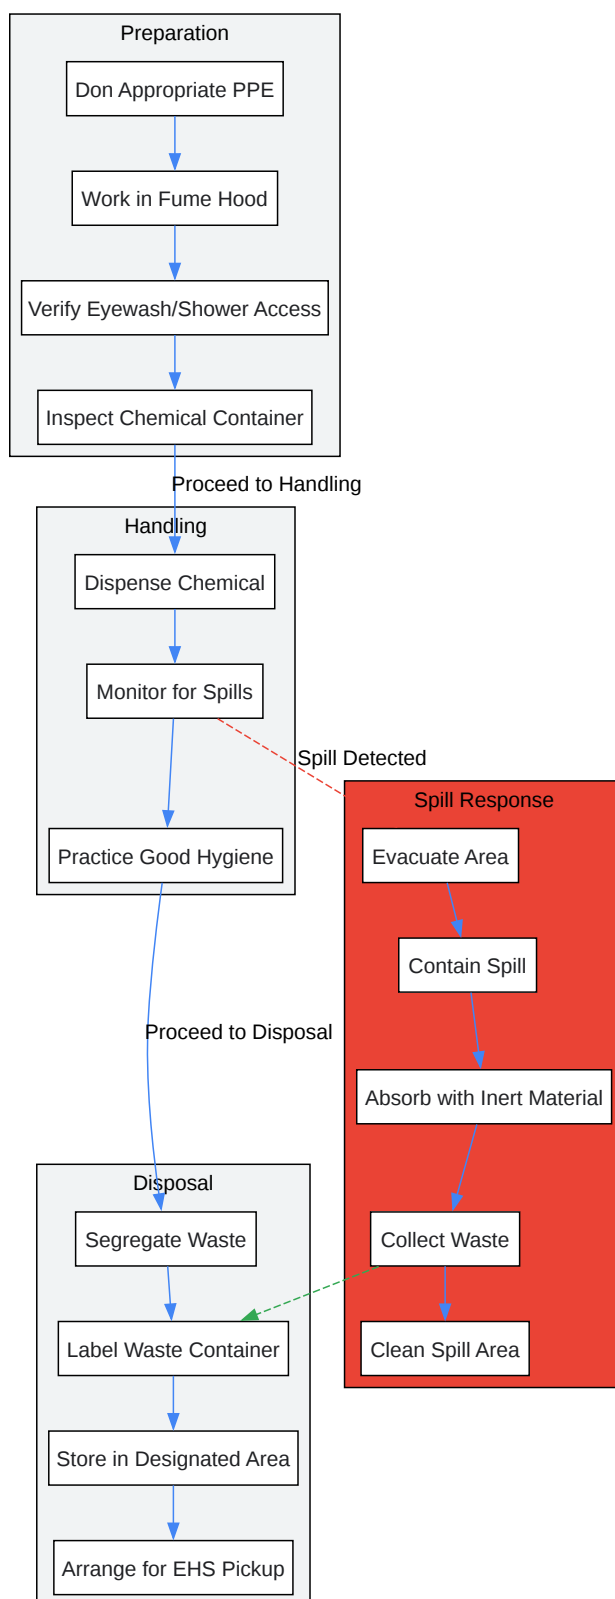 Preparation
Don Appropriate PPE
Work in Fume Hood
Verify Eyewash/Shower Access
Inspect Chemical Container
Proceed to Handling
Handling
Dispense Chemical
Monitor for Spills
Spill Detected
Practice Good Hygiene
Spill Response
Evacuate Area
Contain Spill
Absorb with Inert Material
Collect Waste
Clean Spill Area
Proceed to Disposal
Disposal
Segregate Waste
Label Waste Container
Store in Designated Area
Arrange for EHS Pickup